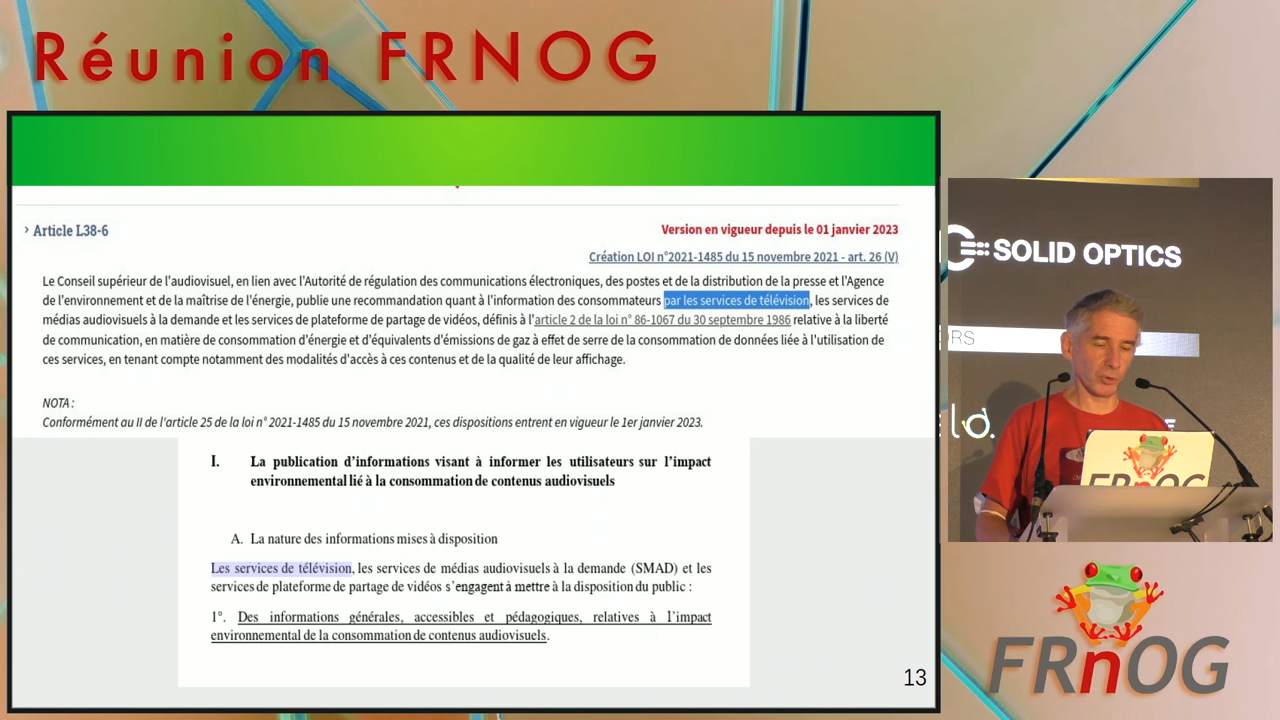 Réunion FRNOG
› Article L38-6
Version en vigueur depuis le 01 janvier 2023
Création LOI n°2021-1485 du 15 novembre 2021 - art. 26 (V)
Le Conseil supérieur de l'audiovisuel, en lien avec l'Autorité de régulation des communications électroniques, des postes et de la distribution de la presse et l'Agence
de l'environnement et de la maîtrise de l'énergie, publie une recommandation quant à l'information des consommateurs par les services de télévision, les services de
médias audiovisuels à la demande et les services de plateforme de partage de vidéos, définis à l'article 2 de la loi n° 86-1067 du 30 septembre 1986 relative à la liberté
de communication, en matière de consommation d'énergie et d'équivalents d'émissions de gaz à effet de serre de la consommation de données liée à l'utilisation de
ces services, en tenant compte notamment des modalités d'accès à ces contenus et de la qualité de leur affichage.
NOTA :
Conformément au II de l'article 25 de la loi n° 2021-1485 du 15 novembre 2021, ces dispositions entrent en vigueur le 1er janvier 2023.
I. La publication d'informations visant à informer les utilisateurs sur l'impact
environnemental lié à la consommation de contenus audiovisuels
A. La nature des informations mises à disposition
Les services de télévision, les services de médias audiovisuels à la demande (SMAD) et les
services de plateforme de partage de vidéos s'engagent à mettre à la disposition du public :
1°. Des informations générales, accessibles et pédagogiques, relatives à l'impact
environnemental de la consommation de contenus audiovisuels.
13
SOLID OPTICS
ORS
FRnOG
FRnOG